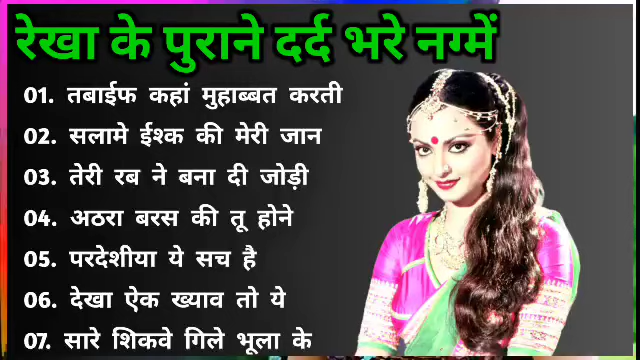 रेखा के पुराने दर्द भरे नग्में
01. तबाईफ कहां मुहाब्बत करती
02. सलामे ईश्क की मेरी जान
03. तेरी रब ने बना दी जोड़ी
04. अठरा बरस की तू होने
05. परदेशीया ये सच है
06. देखा ऐक ख्याव तो ये
07. सारे शिकवे गिले भूला के